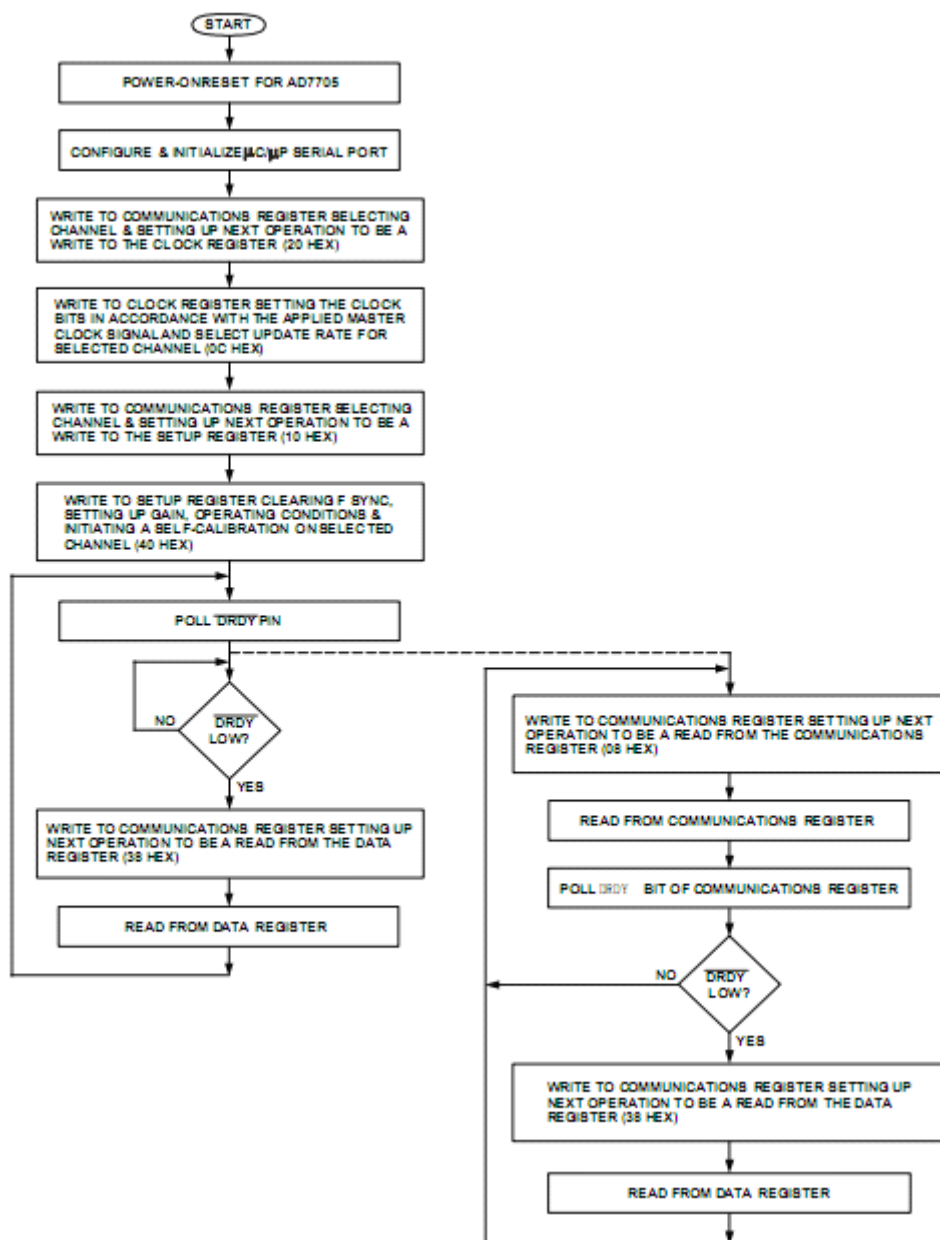 START
POWER-ONRESET FOR AD7705
CONFIGURE & INITIALIZE μC/μP SERIAL PORT
WRITE TO COMMUNICATIONS REGISTER SELECTING
CHANNEL & SETTING UP NEXT OPERATION TO BE A
WRITE TO THE CLOCK REGISTER (20 HEX)
WRITE TO CLOCK REGISTER SETTING THE CLOCK
BITS IN ACCORDANCE WITH THE APPLIED MASTER
CLOCK SIGNAL AND SELECT UPDATE RATE FOR
SELECTED CHANNEL (0C HEX)
WRITE TO COMMUNICATIONS REGISTER SELECTING
CHANNEL & SETTING UP NEXT OPERATION TO BE A
WRITE TO THE SETUP REGISTER (10 HEX)
WRITE TO SETUP REGISTER CLEARING F SYNC,
SETTING UP GAIN, OPERATING CONDITIONS &
INITIATING A SELF-CALIBRATION ON SELECTED
CHANNEL (40 HEX)
POLL DRDY PIN
NO
DRDY
LOW?
YES
WRITE TO COMMUNICATIONS REGISTER SETTING UP
NEXT OPERATION TO BE A READ FROM THE DATA
REGISTER (38 HEX)
READ FROM DATA REGISTER
WRITE TO COMMUNICATIONS REGISTER SETTING UP NEXT
OPERATION TO BE A READ FROM THE COMMUNICATIONS
REGISTER (08 HEX)
READ FROM COMMUNICATIONS REGISTER
POLL DRDY BIT OF COMMUNICATIONS REGISTER
NO
DRDY
LOW?
YES
WRITE TO COMMUNICATIONS REGISTER SETTING UP
NEXT OPERATION TO BE A READ FROM THE DATA
REGISTER (38 HEX)
READ FROM DATA REGISTER